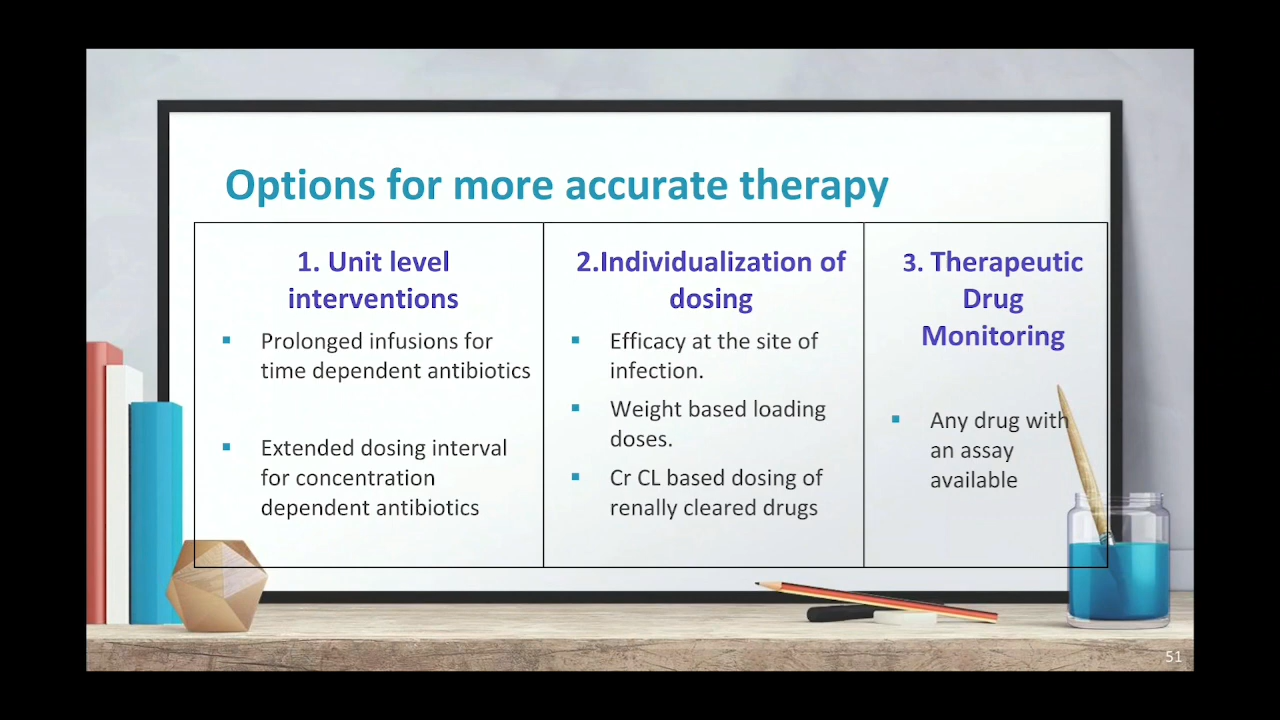 Options for more accurate therapy
1. Unit level
interventions
Prolonged infusions for
time dependent antibiotics
Extended dosing interval
for concentration
dependent antibiotics
2.Individualization of
dosing
Efficacy at the site of
infection.
Weight based loading
doses.
Cr CL based dosing of
renally cleared drugs
3. Therapeutic
Drug
Monitoring
Any drug with
an assay
available
51